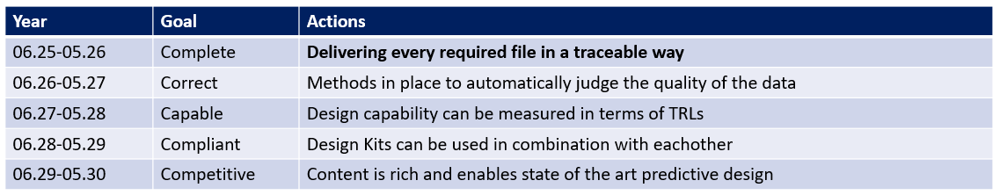 Year Goal Actions
06.25-05.26 Complete Delivering every required file in a traceable way
06.26-05.27 Correct Methods in place to automatically judge the quality of the data
06.27-05.28 Capable Design capability can be measured in terms of TRLs
06.28-05.29 Compliant Design Kits can be used in combination with eachother
06.29-05.30 Competitive Content is rich and enables state of the art predictive design